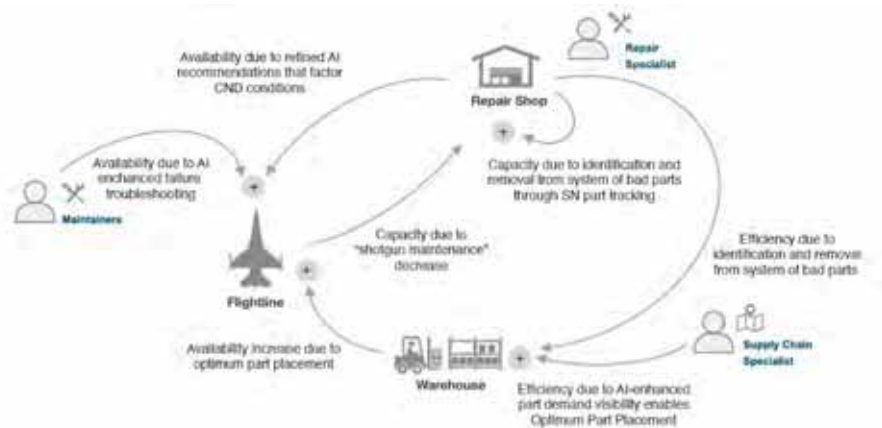 Availability due to refined AI
recommendations that factor
CND conditions
Repair
Specialist
Repair Shop
Availability due to AI
enchanced failure
troubleshooting
Maintainers
Capacity due to identification and
removal from system of bad parts
through SN part tracking
Capacity due to
"shotgun maintenance"
decrease
Efficiency due to
identification and removal
from system of bad parts
Flightline
Availability increase due to
optimum part placement
Warehouse
Supply Chain
Specialist
Efficiency due to AI-enhanced
part demand visibility enables
Optimum Part Placement